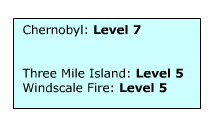 Chernobyl: Level 7
Three Mile Island: Level 5
Windscale Fire: Level 5